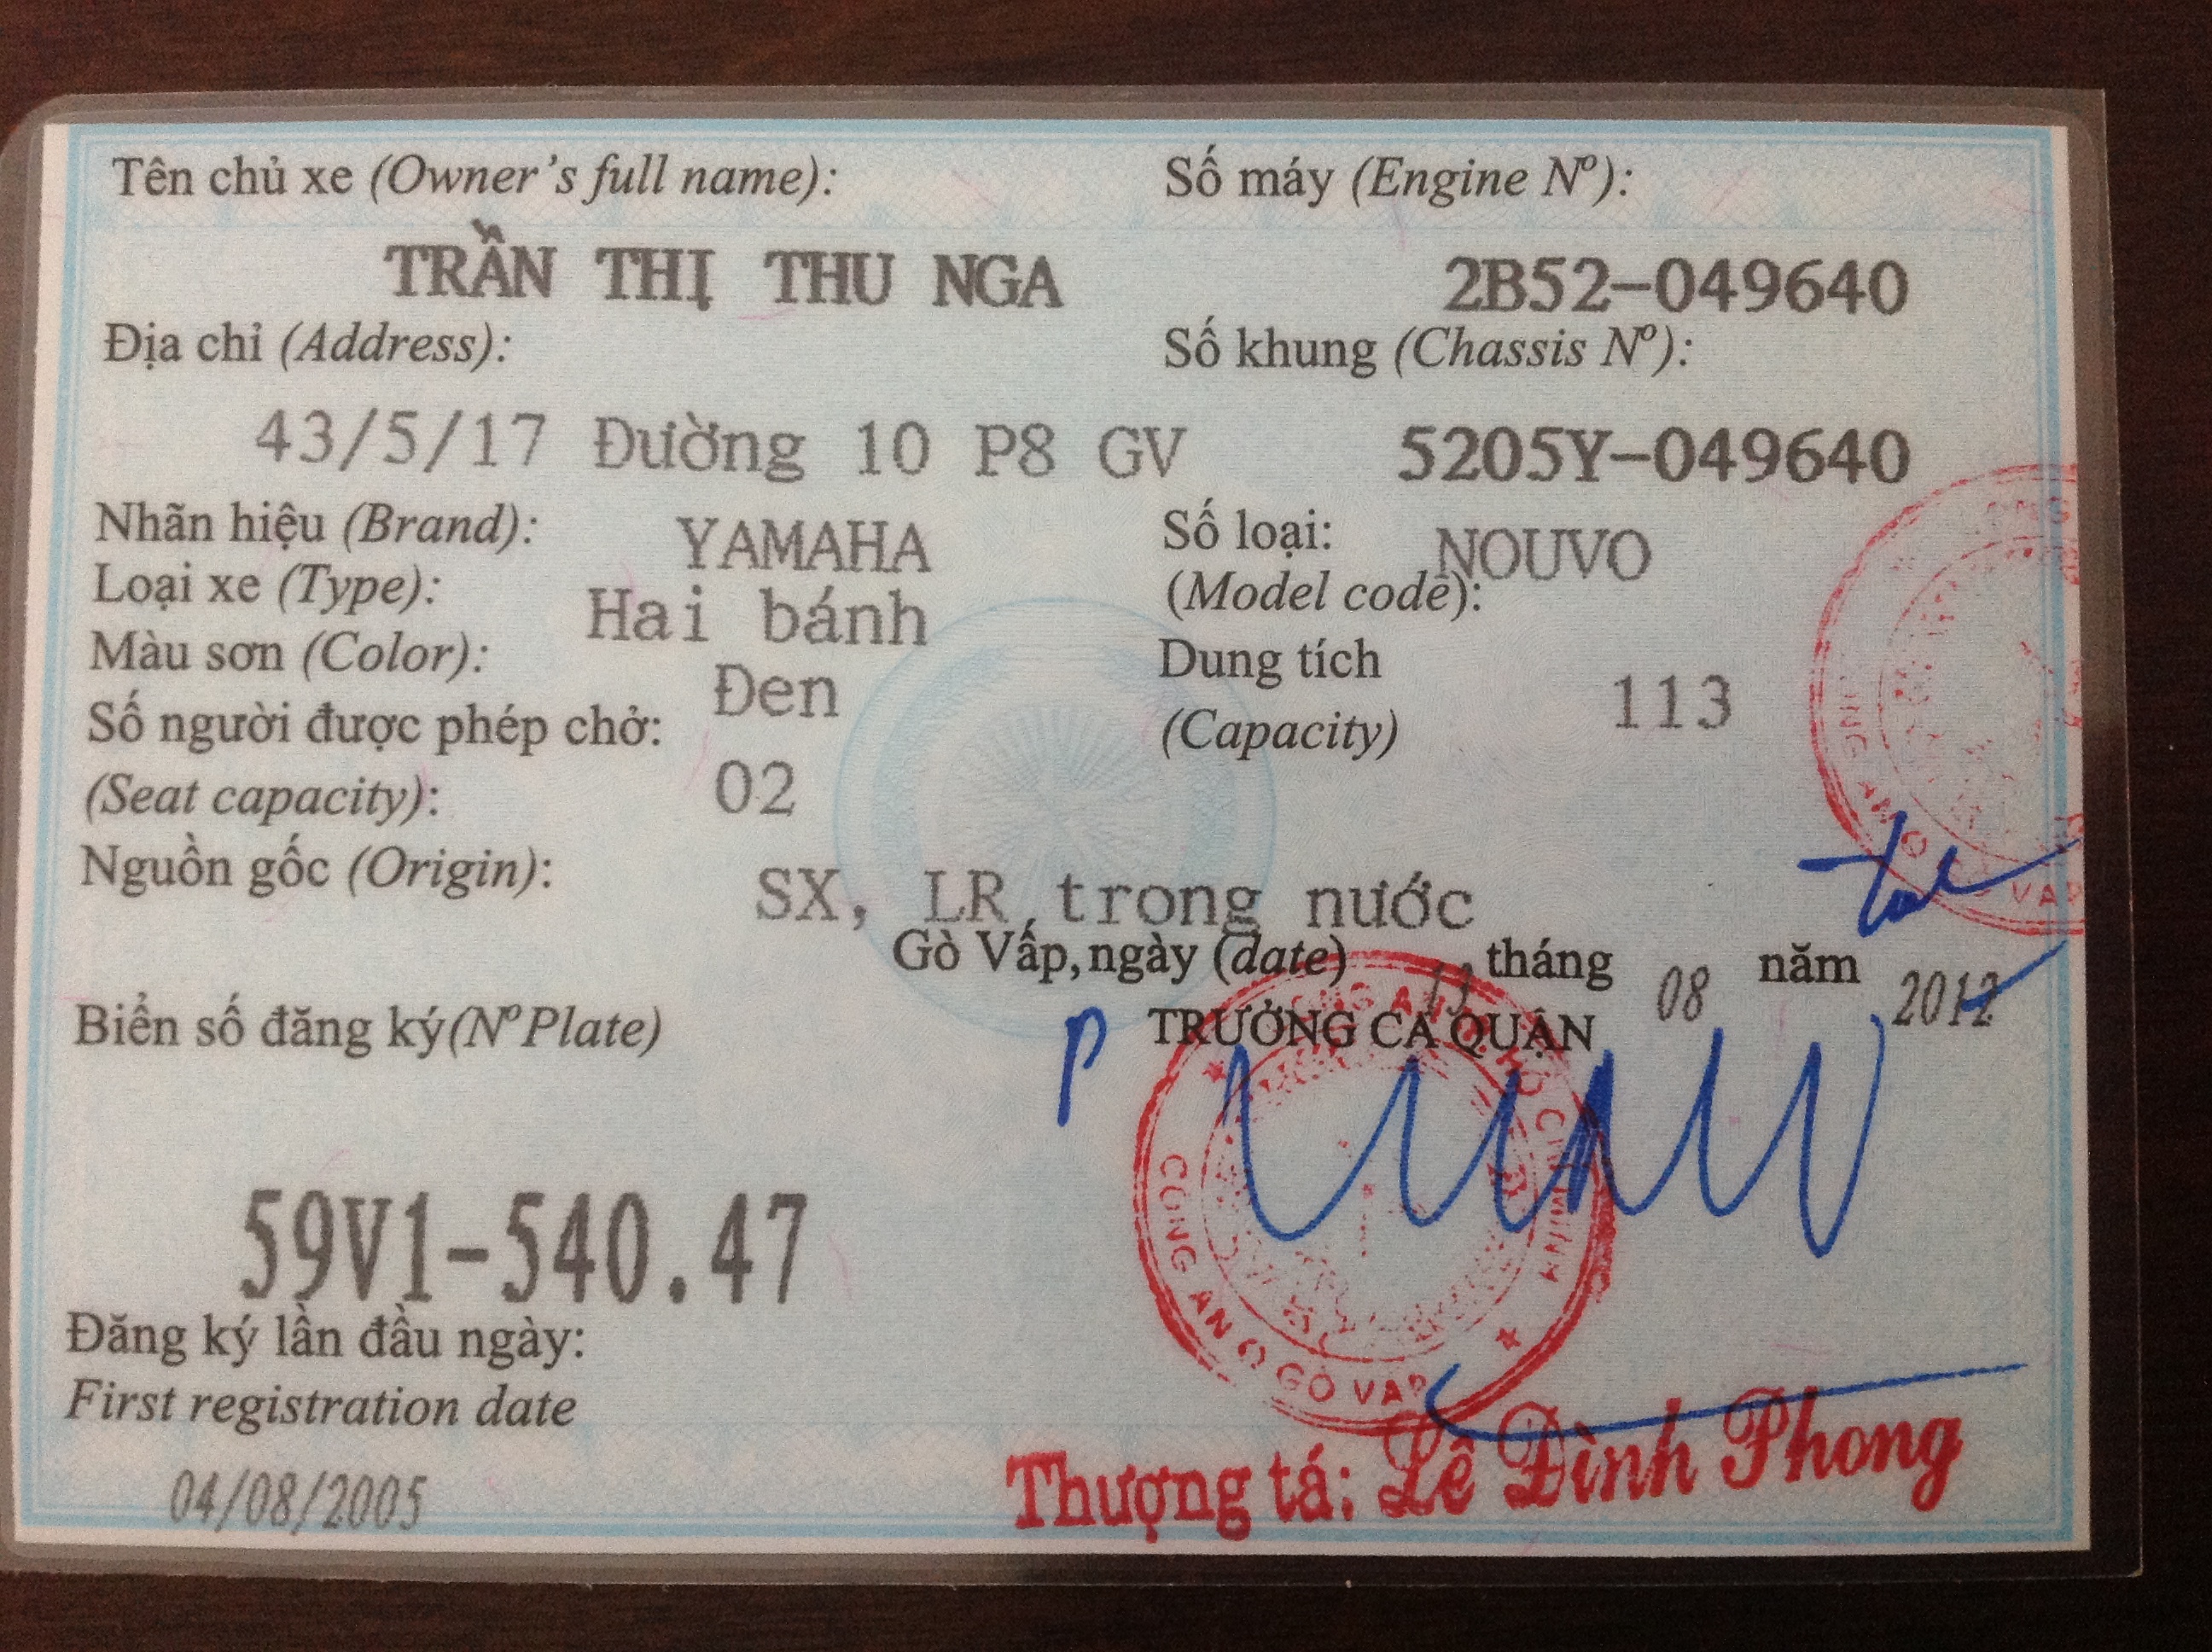 Tên chủ xe (Owner's full name):
TRẦN THỊ THU NGA
Địa chỉ (Address):
43/5/17 Đường 10 P8 GV
Nhãn hiệu (Brand): YAMAHA
Loại xe (Type): Hai bánh
Màu sơn (Color): Đen
Số người được phép chở:
(Seat capacity): 02
Nguồn gốc (Origin): SX, LR trong nước
Số máy (Engine Nº):
2B52-049640
Số khung (Chassis Nº):
5205Y-049640
Số loại: NOUVO
(Model code):
Dung tích
(Capacity) 113
Gò Vấp, ngày (date) tháng 08 năm 2012
TRƯỞNG CA QUẬN
CÔNG AN Q GÒ VẤP
Thượng tá: Lê Đình Phong
Biển số đăng ký (Nº Plate)
59V1-540.47
Đăng ký lần đầu ngày:
First registration date
04/08/2005